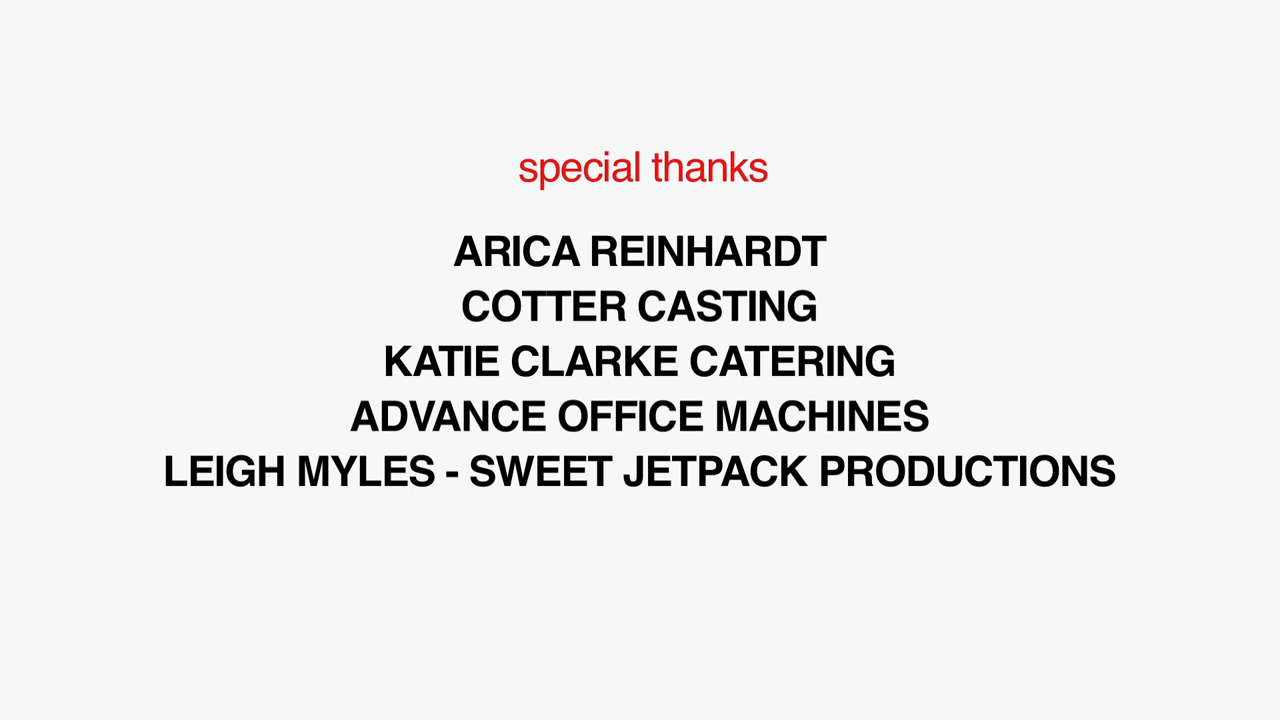 special thanks
ARICA REINHARDT
COTTER CASTING
KATIE CLARKE CATERING
ADVANCE OFFICE MACHINES
LEIGH MYLES - SWEET JETPACK PRODUCTIONS